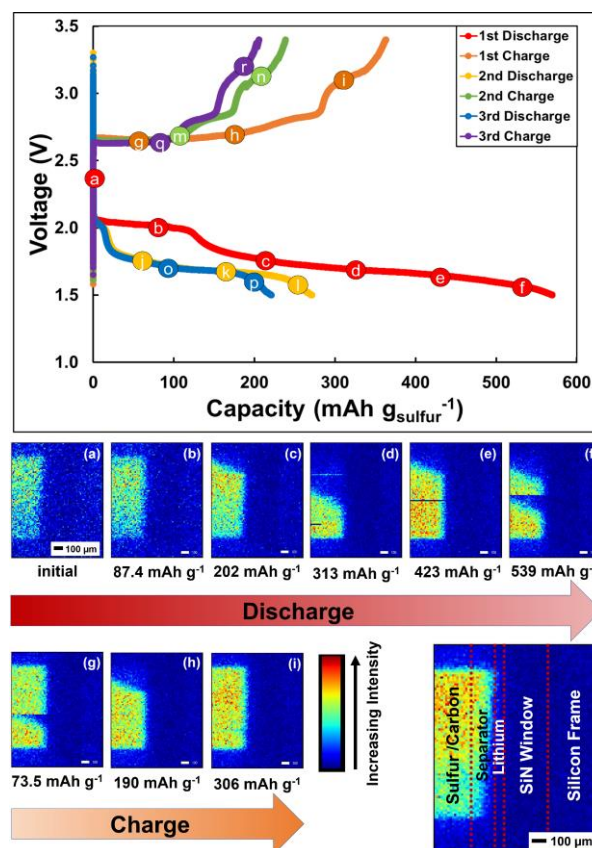 3.5
3.0
2.5
2.0
1.5
1.0
Voltage (V)
0 100 200 300 400 500 600
Capacity (mAh gsulfur-1)
1st Discharge
1st Charge
2nd Discharge
2nd Charge
3rd Discharge
3rd Charge
r
n
i
g
q
m
h
a
b
c
d
e
f
j
o
k
p
l
(a)
(b)
(c)
(d)
(e)
(f)
100 µm
initial
87.4 mAh g-1
202 mAh g-1
313 mAh g-1
423 mAh g-1
539 mAh g-1
Discharge
(g)
(h)
(i)
73.5 mAh g-1
190 mAh g-1
306 mAh g-1
Increasing Intensity
Charge
Sulfur /Carbon
Separator
Lithium
SiN Window
Silicon Frame
100 µm